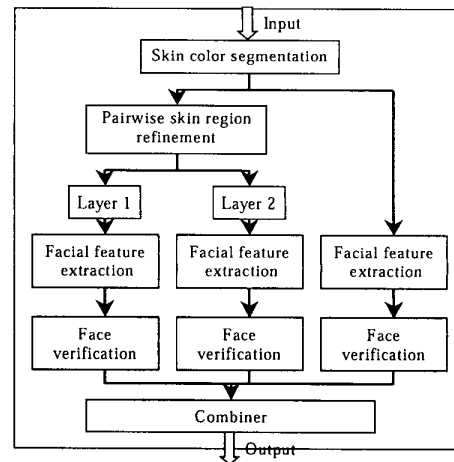 Input
Skin color segmentation
Pairwise skin region
refinement
Layer 1
Layer 2
Facial feature
extraction
Facial feature
extraction
Facial feature
extraction
Face
verification
Face
verification
Face
verification
Combiner
Output